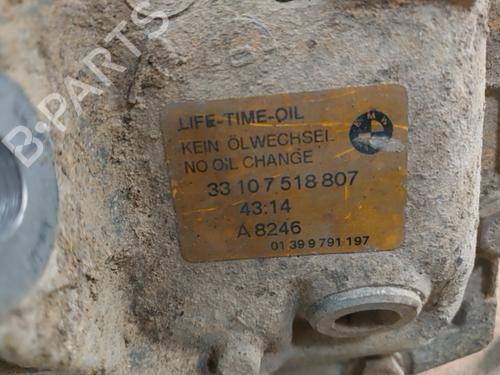 LIFE-TIME-OIL
KEIN ÖLWECHSEL
NO OIL CHANGE
33 10 7 518 807
43:14
A 8246
01 39 9 791 197
BMW